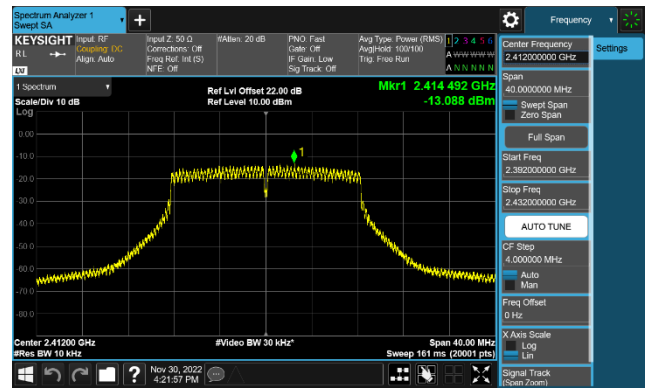 Spectrum Analyzer 1
Swept SA
Frequency
KEYSIGHT
Input: RF
Coupling: DC
Align: Auto
RL
LXI
Input Z: 50 Ω
Corrections: Off
Freq Ref: Int (S)
NFE: Off
#Atten: 20 dB
PNO: Fast
Gate: Off
IF Gain: Low
Sig Track: Off
Avg Type: Power (RMS)
Avg|Hold: 100/100
Trig: Free Run
1 2 3 4 5 6
A W W W W W
A N N N N N
1 Spectrum
Scale/Div 10 dB
Log
Ref Lvl Offset 22.00 dB
Ref Level 10.00 dBm
Mkr1 2.414 492 GHz
-13.088 dBm
1
0.00
-10.0
-20.0
-30.0
-40.0
-50.0
-60.0
-70.0
-80.0
Center 2.41200 GHz
#Res BW 10 kHz
#Video BW 30 kHz*
Span 40.00 MHz
Sweep 161 ms (20001 pts)
Nov 30, 2022
4:21:57 PM
?
Center Frequency
2.412000000 GHz
Settings
Span
40.0000000 MHz
Swept Span
Zero Span
Full Span
Start Freq
2.392000000 GHz
Stop Freq
2.432000000 GHz
AUTO TUNE
CF Step
4.000000 MHz
Auto
Man
Freq Offset
0 Hz
X Axis Scale
Log
Lin
Signal Track
(Span Zoom)